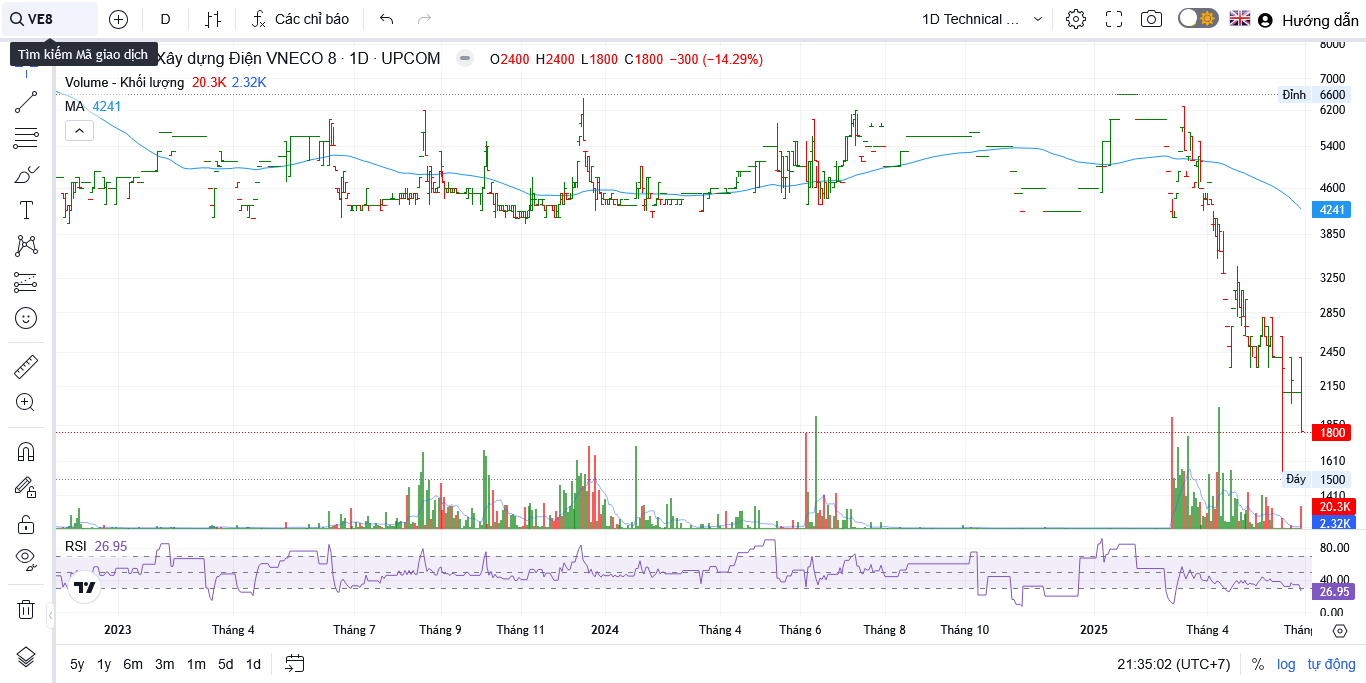 VE8 D Các chỉ báo 1D Technical ... Hướng dẫn
Tìm kiếm Mã giao dịch
Xây dựng Điện VNECO 8 · 1D · UPCOM O2400 H2400 L1800 C1800 −300 (−14.29%)
Volume - Khối lượng 20.3K 2.32K
MA 4241
8000
7000
Đỉnh 6600
6200
5400
4600
4241
3850
3250
2850
2450
2150
1850
1800
1610
Đáy 1500
1410
20.3K
2.32K
RSI 26.95
80.00
40.00
26.95
0.00
2023 Tháng 4 Tháng 7 Tháng 9 Tháng 11 2024 Tháng 4 Tháng 6 Tháng 8 Tháng 10 2025 Tháng 4 Thán
5y 1y 6m 3m 1m 5d 1d 21:35:02 (UTC+7) % log tự động